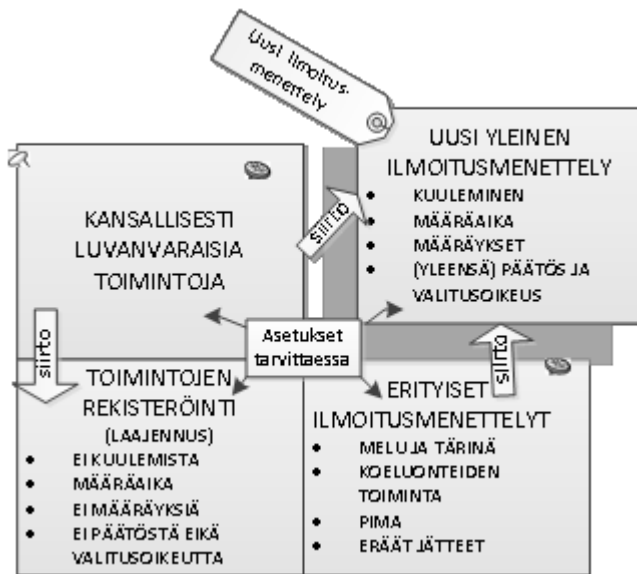 Uusi ilmoitus-
menettely
UUSI YLEINEN
ILMOITUSMENETTELY
• KUULEMINEN
• MÄÄRÄAIKA
• MÄÄRÄYKSET
• (YLEENSÄ) PÄÄTÖS JA
VALITUSOIKEUS
siirto
KANSALLISESTI
LUVANVARAISIA
TOIMINTOJA
Asetukset
tarvittaessa
siirto
TOIMINTOJEN
REKISTERÖINTI
(LAAJENNUS)
• EI KUULEMISTA
• MÄÄRÄAIKA
• EI MÄÄRÄYKSIÄ
• EI PÄÄTÖSTÄ EIKÄ
VALITUSOIKEUTTA
siirto
ERITYISET
ILMOITUSMENETTELYT
• MELU JA TÄRINÄ
• KOELUONTEIDEN
TOIMINTA
• PIMA
• ERÄÄT JÄTTEET